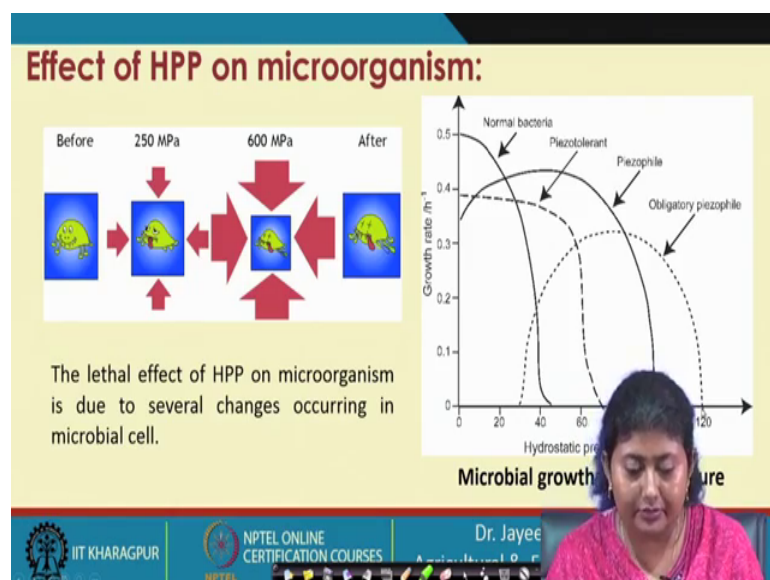 Effect of HPP on microorganism:
Before 250 MPa 600 MPa After
The lethal effect of HPP on microorganism
is due to several changes occurring in
microbial cell.
Normal bacteria
Piezotolerant
Piezophile
Obligatory piezophile
Growth rate /h⁻¹
0.5
0.4
0.3
0.2
0.1
0
0 20 40 60 120
Hydrostatic
Microbial growth
IIT KHARAGPUR
NPTEL ONLINE
CERTIFICATION COURSES
NPTEL
Dr.
Agricultural &